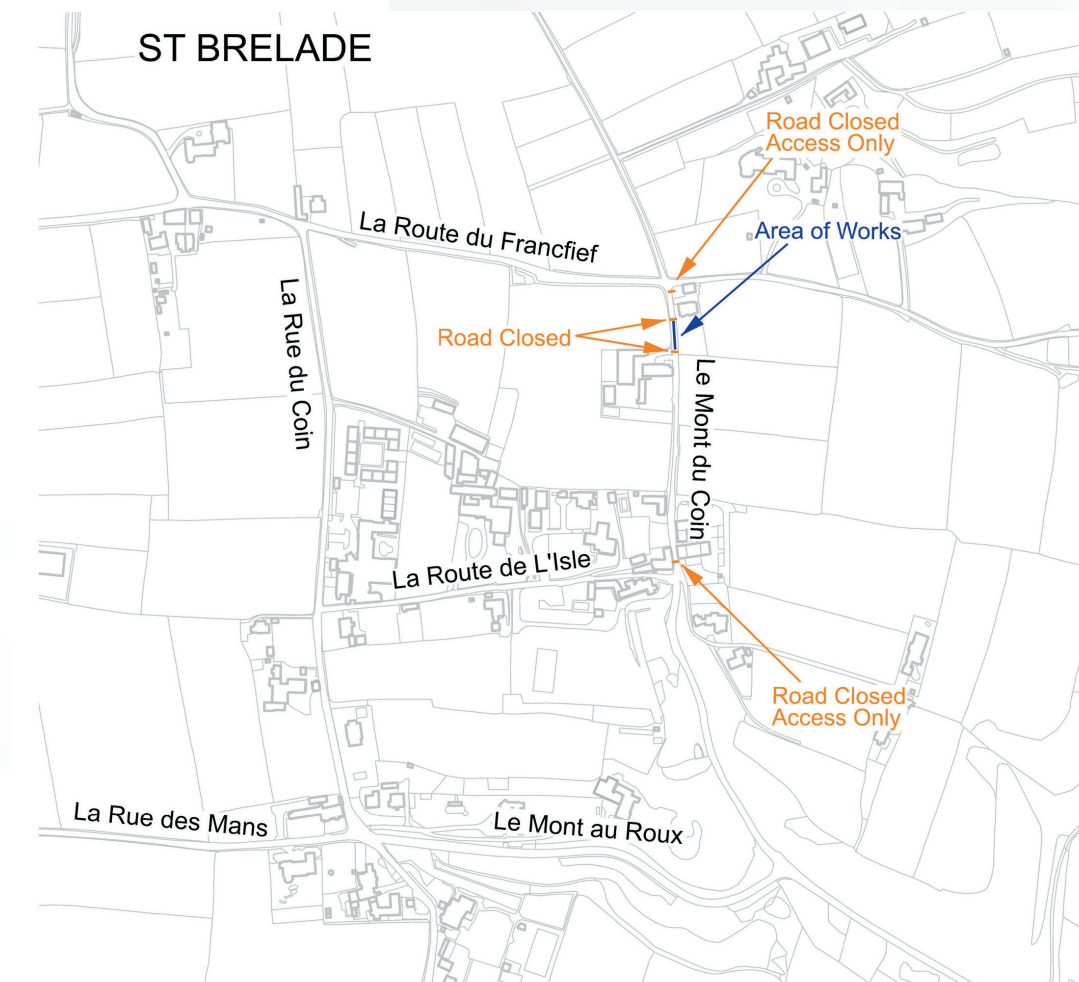 ST BRELADE
Road Closed
Access Only
La Route du Francfief
Area of Works
La Rue du Coin
Road Closed
Le Mont du Coin
La Route de L'Isle
Road Closed
Access Only
La Rue des Mans
Le Mont au Roux